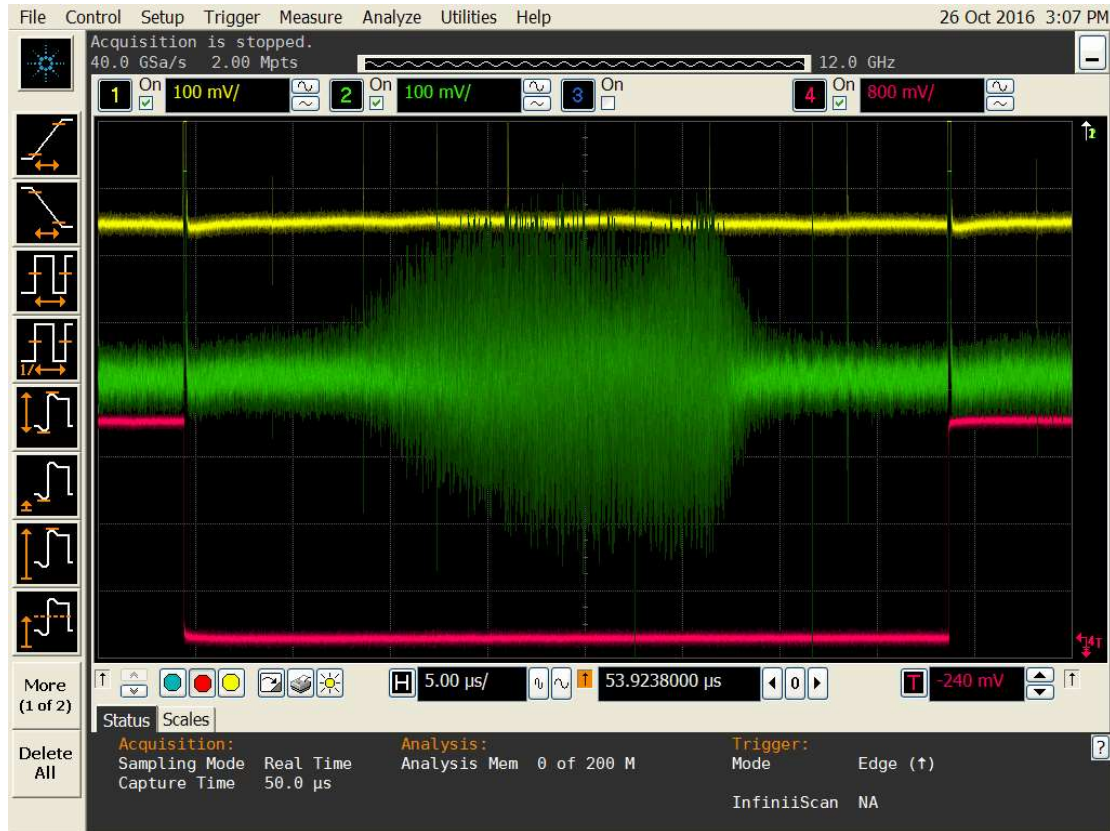 File Control Setup Trigger Measure Analyze Utilities Help 26 Oct 2016 3:07 PM
Acquisition is stopped.
40.0 GSa/s 2.00 Mpts 12.0 GHz
1 On 100 mV/ 2 On 100 mV/ 3 On 4 On 800 mV/
1/
More
(1 of 2)
Delete
All
H 5.00 µs/ 53.9238000 µs 0 T -240 mV
Status Scales
Acquisition: Analysis: Trigger:
Sampling Mode Real Time Analysis Mem 0 of 200 M Mode Edge (↑)
Capture Time 50.0 µs
InfiniiScan NA
?